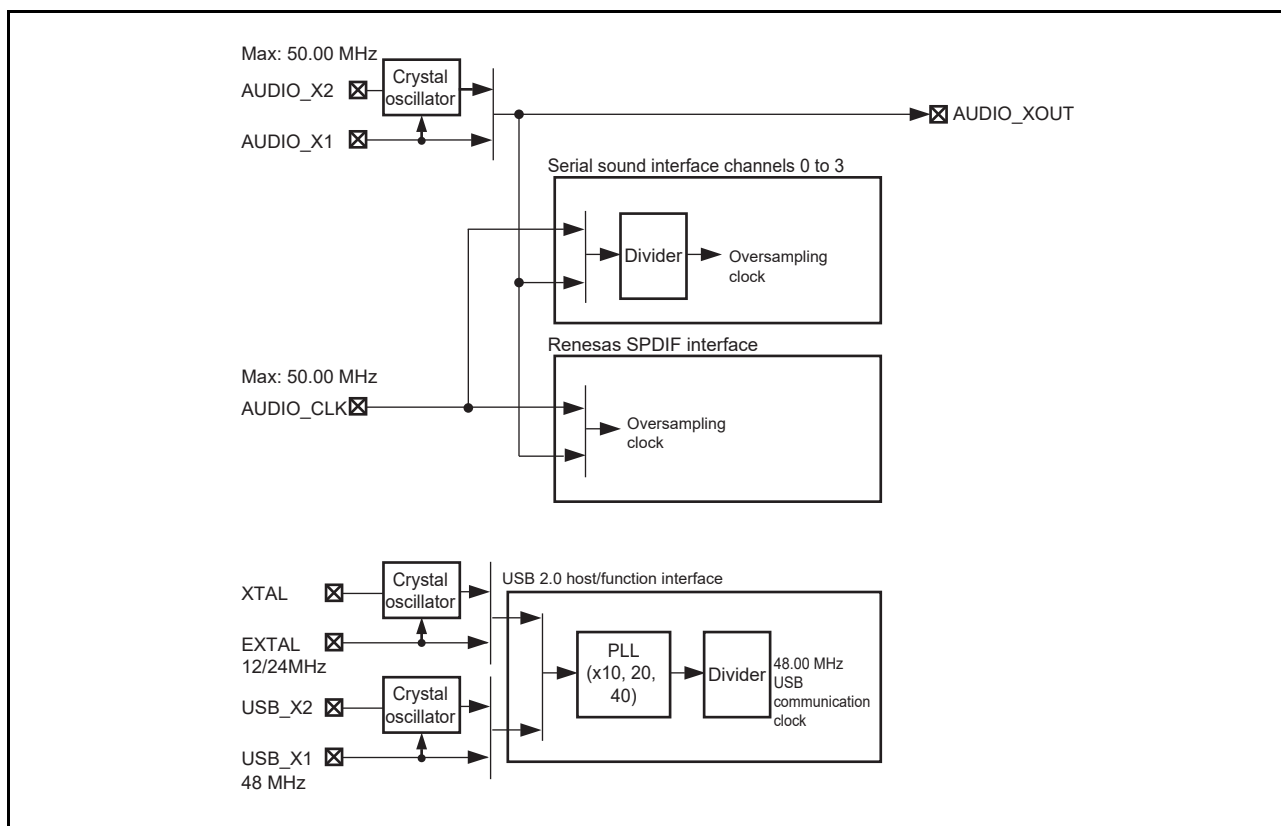 Max: 50.00 MHz
AUDIO_X2
Crystal
oscillator
AUDIO_X1
AUDIO_XOUT
Serial sound interface channels 0 to 3
Divider
Oversampling
clock
Renesas SPDIF interface
Max: 50.00 MHz
AUDIO_CLK
Oversampling
clock
XTAL
Crystal
oscillator
EXTAL
12/24MHz
USB 2.0 host/function interface
PLL
(x10, 20,
40)
Divider
48.00 MHz
USB
communication
clock
USB_X2
Crystal
oscillator
USB_X1
48 MHz